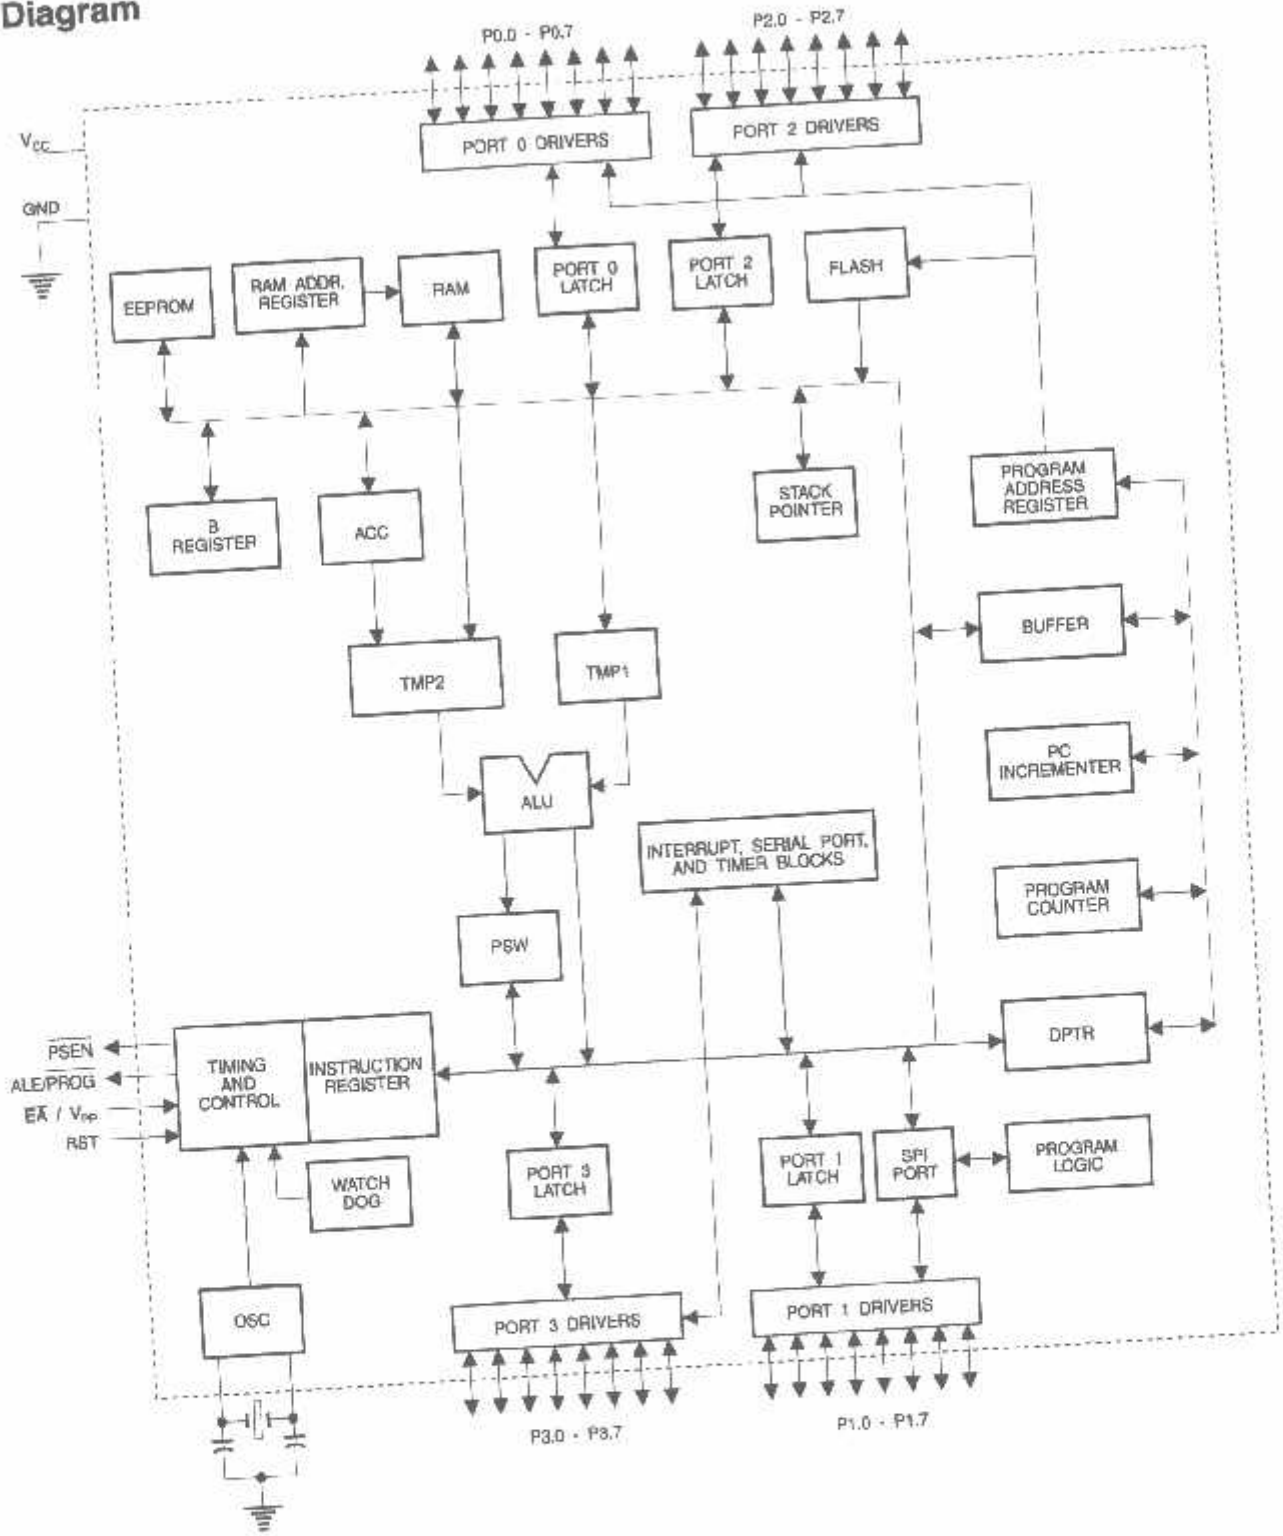 Diagram
P0.0 - P0.7
P2.0 - P2.7
VCC
GND
PORT 0 DRIVERS
PORT 2 DRIVERS
EEPROM
RAM ADDR.
REGISTER
RAM
PORT 0
LATCH
PORT 2
LATCH
FLASH
B
REGISTER
ACC
STACK
POINTER
PROGRAM
ADDRESS
REGISTER
TMP2
TMP1
BUFFER
ALU
PC
INCREMENTER
INTERRUPT, SERIAL PORT,
AND TIMER BLOCKS
PROGRAM
COUNTER
PSW
PSEN
ALE/PROG
EA / VPP
RST
TIMING
AND
CONTROL
INSTRUCTION
REGISTER
DPTR
WATCH
DOG
PORT 3
LATCH
PORT 1
LATCH
SPI
PORT
PROGRAM
LOGIC
OSC
PORT 3 DRIVERS
PORT 1 DRIVERS
P3.0 - P3.7
P1.0 - P1.7